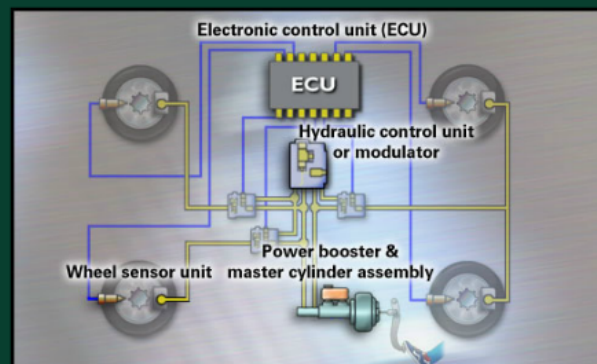 Electronic control unit (ECU)
ECU
Hydraulic control unit
or modulator
Power booster &
Wheel sensor unit master cylinder assembly